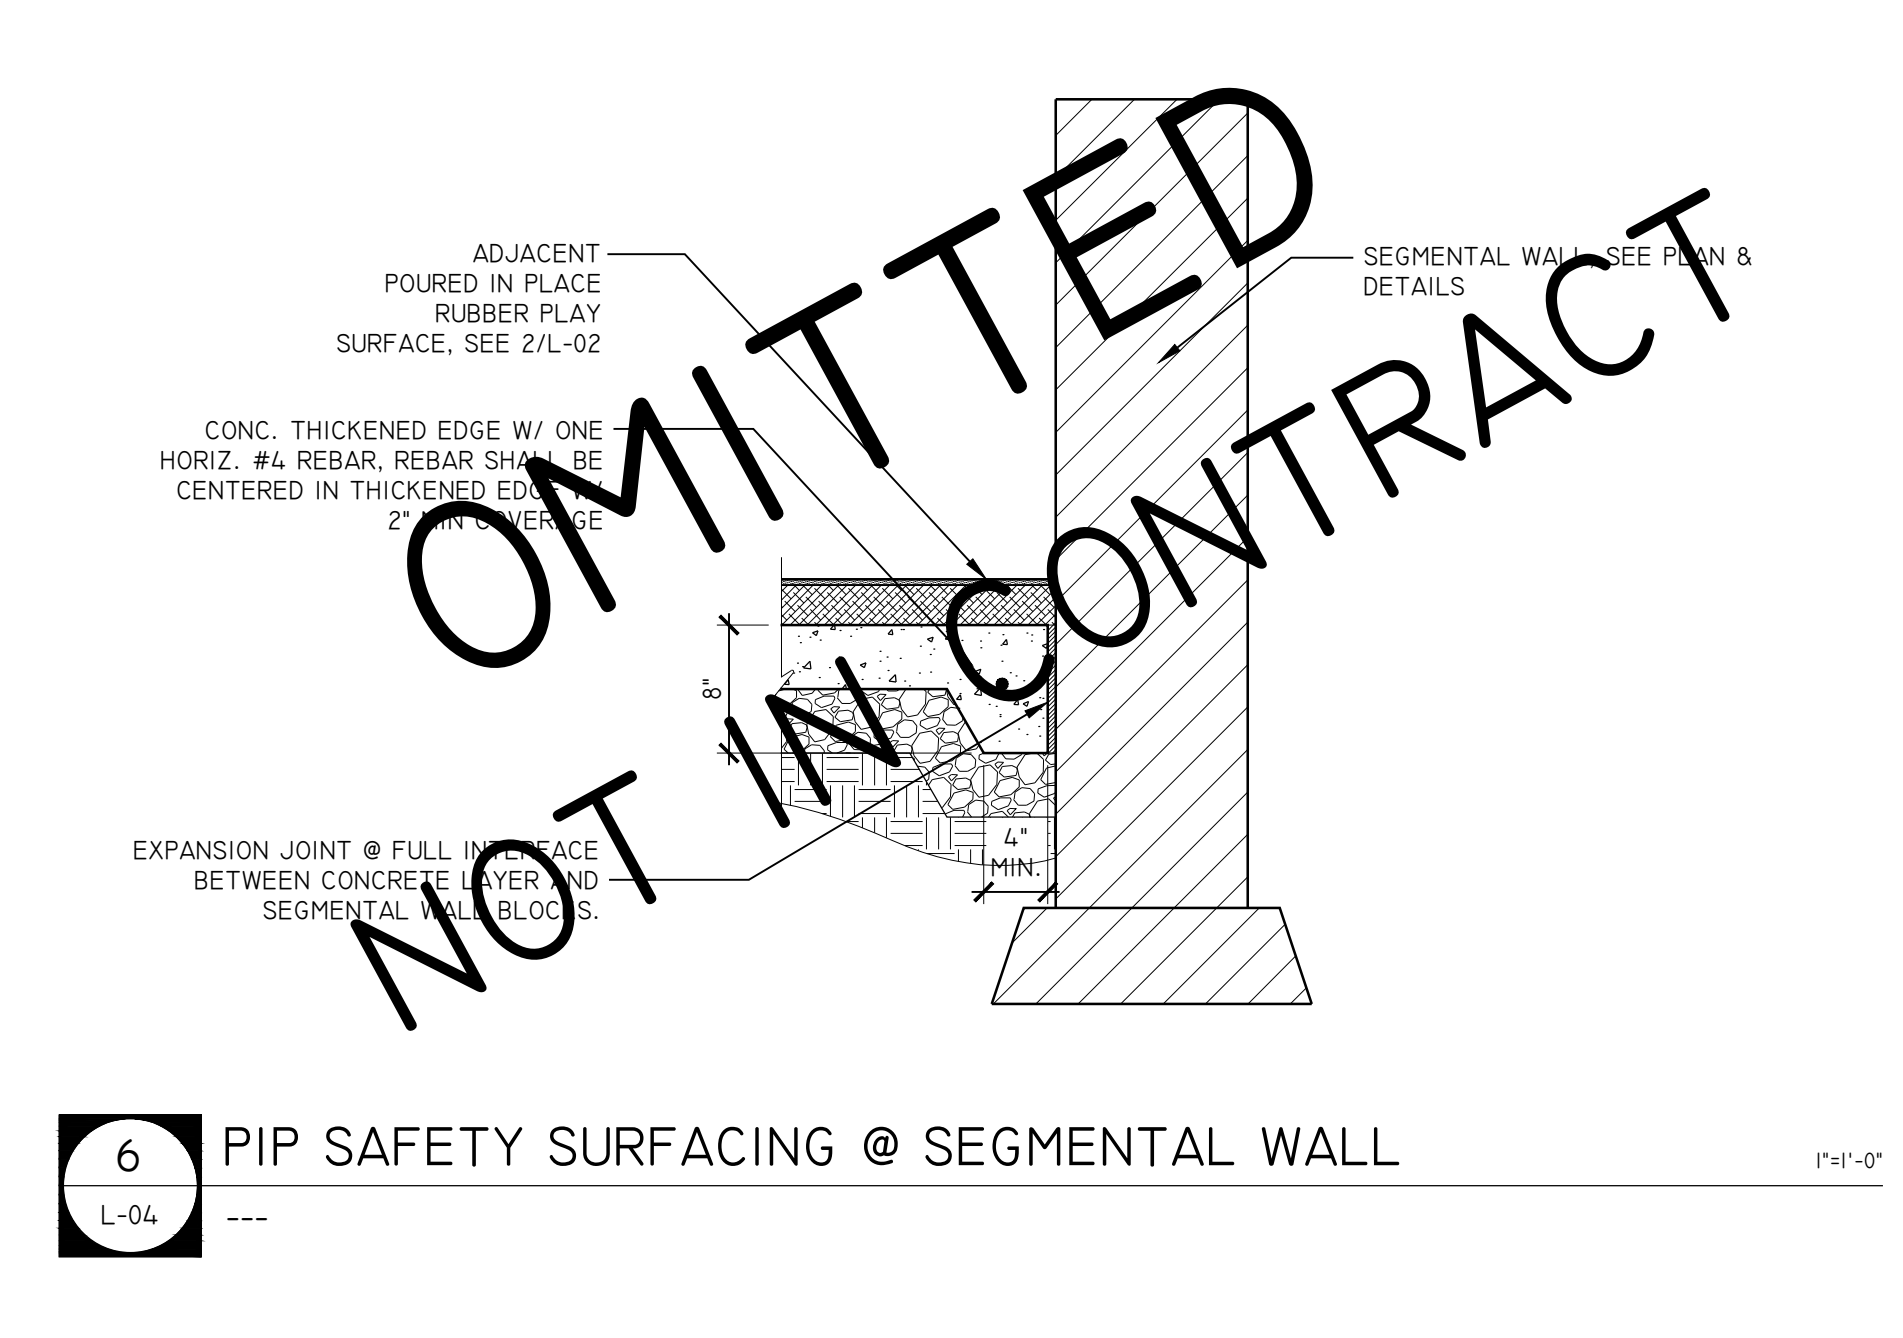 OMITTED
NOT IN CONTRACT
ADJACENT
POURED IN PLACE
RUBBER PLAY
SURFACE, SEE 2/L-02
SEGMENTAL WALL, SEE PLAN &
DETAILS
CONC. THICKENED EDGE W/ ONE
HORIZ. #4 REBAR, REBAR SHALL BE
CENTERED IN THICKENED EDGE W/
2" MIN COVERAGE
8"
4"
MIN.
EXPANSION JOINT @ FULL INTERFACE
BETWEEN CONCRETE LAYER AND
SEGMENTAL WALL BLOCKS.
6
L-04
PIP SAFETY SURFACING @ SEGMENTAL WALL
1"=1'-0"
---